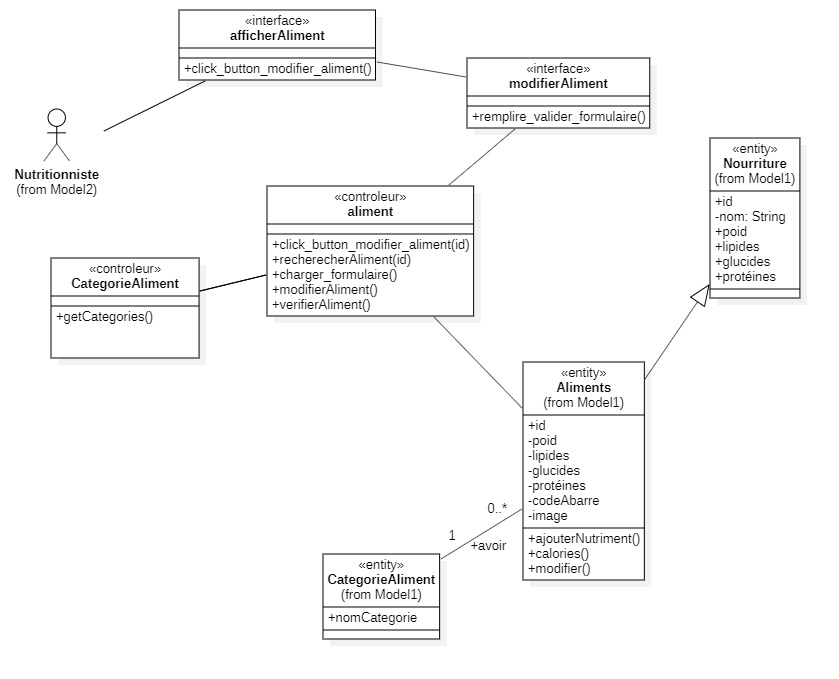 «interface»
afficherAliment
+click_button_modifier_aliment()
«interface»
modifierAliment
+remplire_valider_formulaire()
Nutritionniste
(from Model2)
«entity»
Nourriture
(from Model1)
+id
-nom: String
+poid
+lipides
+glucides
+protéines
«controleur»
aliment
+click_button_modifier_aliment(id)
+recherecherAliment(id)
+charger_formulaire()
+modifierAliment()
+verifierAliment()
«controleur»
CategorieAliment
+getCategories()
«entity»
Aliments
(from Model1)
+id
-poid
-lipides
-glucides
-protéines
-codeAbarre
-image
+ajouterNutriment()
+calories()
+modifier()
0..*
1
+avoir
«entity»
CategorieAliment
(from Model1)
+nomCategorie